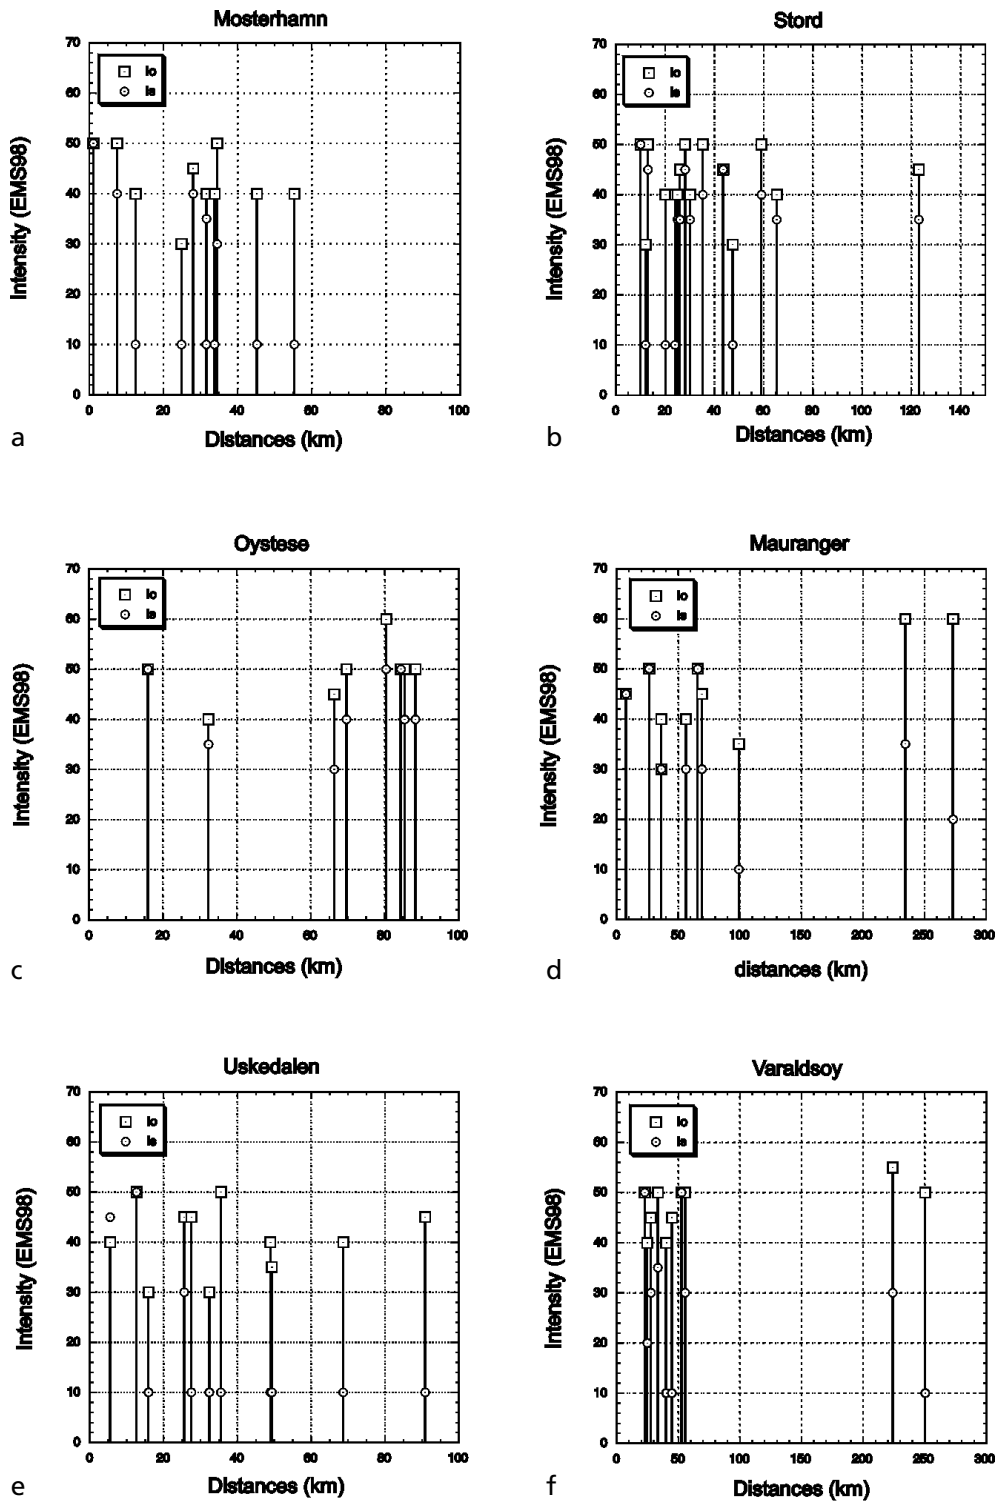 Mosterhamn
Intensity (EMS98)
70
60
50
40
30
20
10
0
Io
Is
0 20 40 60 80 100
Distances (km)
a
Stord
Intensity (EMS98)
70
60
50
40
30
20
10
0
Io
Is
0 20 40 60 80 100 120 140
Distances (km)
b
Oystese
Intensity (EMS98)
70
60
50
40
30
20
10
0
Io
Is
0 20 40 60 80 100
Distances (km)
c
Mauranger
Intensity (EMS98)
70
60
50
40
30
20
10
0
Io
Is
0 50 100 150 200 250 300
distances (km)
d
Uskedalen
Intensity (EMS98)
70
60
50
40
30
20
10
0
Io
Is
0 20 40 60 80 100
Distances (km)
e
Varaldsoy
Intensity (EMS98)
70
60
50
40
30
20
10
0
Io
Is
0 50 100 150 200 250 300
Distances (km)
f